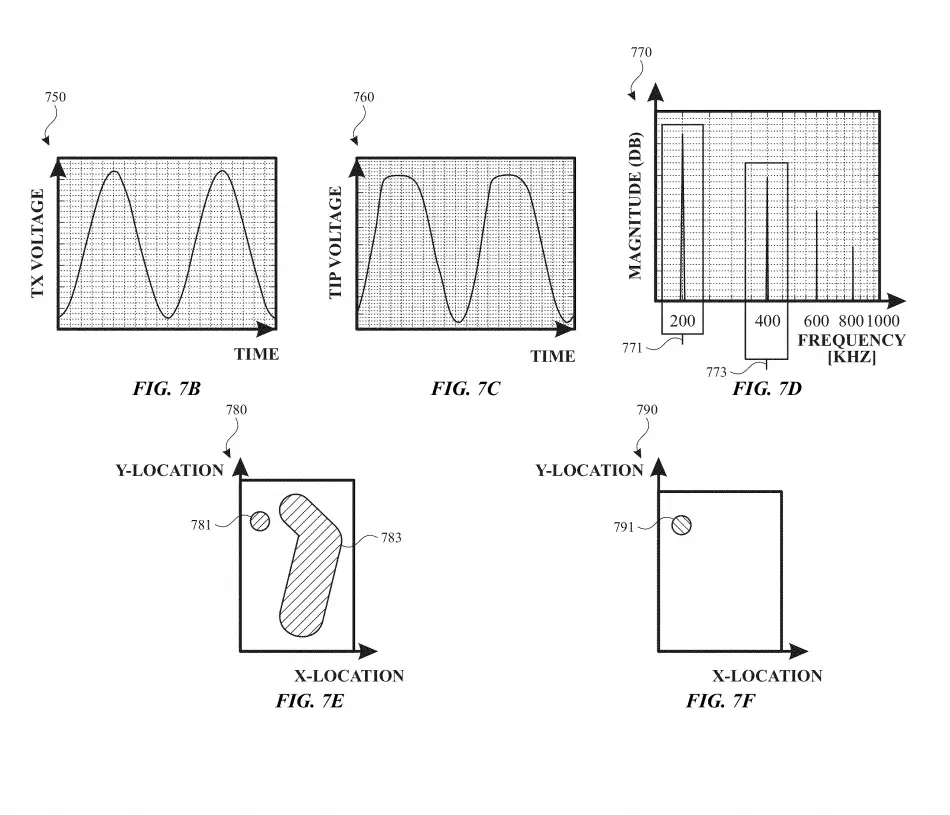 750
TX VOLTAGE
TIME
FIG. 7B
760
TIP VOLTAGE
TIME
FIG. 7C
770
MAGNITUDE (DB)
200 400 600 800 1000
771
773
FREQUENCY
[KHZ]
FIG. 7D
780
Y-LOCATION
781
783
X-LOCATION
FIG. 7E
790
Y-LOCATION
791
X-LOCATION
FIG. 7F